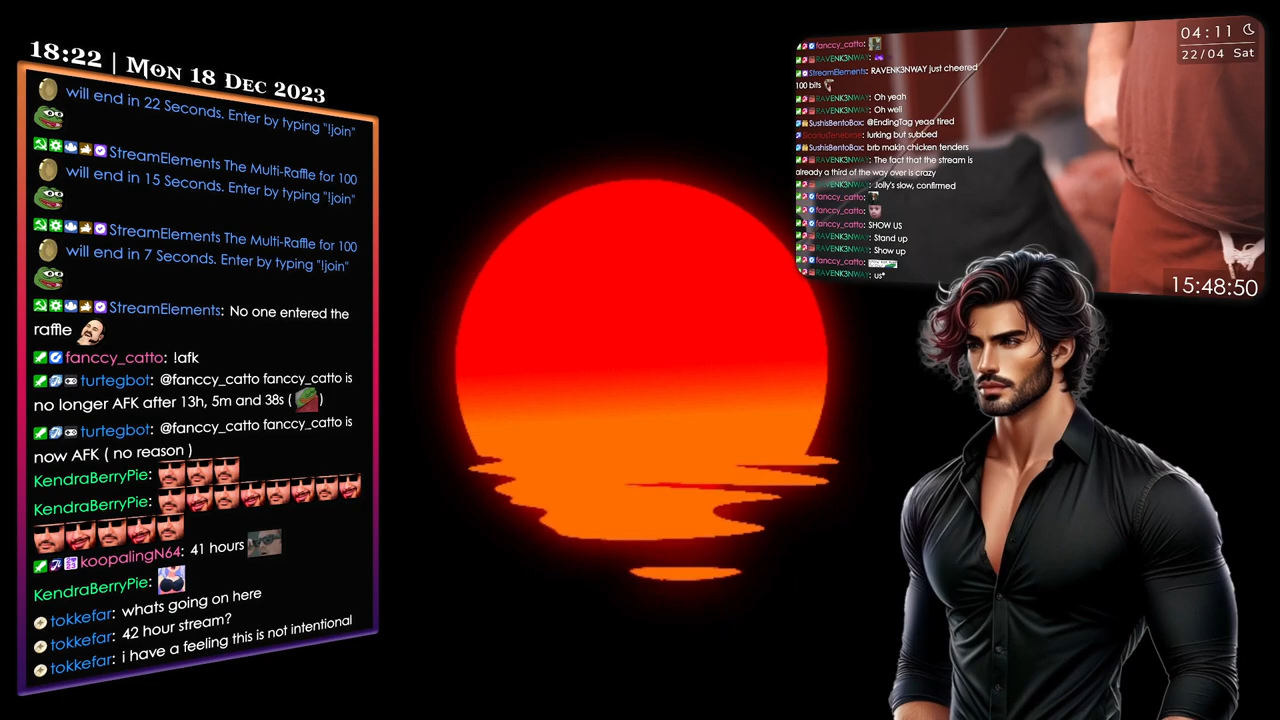 18:22 | Mon 18 Dec 2023
will end in 22 Seconds. Enter by typing "!join"
StreamElements The Multi-Raffle for 100
will end in 15 Seconds. Enter by typing "!join"
StreamElements The Multi-Raffle for 100
will end in 7 Seconds. Enter by typing "!join"
StreamElements: No one entered the
raffle
fanccy_catto: !afk
turtegbot: @fanccy_catto fanccy_catto is
no longer AFK after 13h, 5m and 38s ( )
turtegbot: @fanccy_catto fanccy_catto is
now AFK ( no reason )
KendraBerryPie:
KendraBerryPie:
koopalingN64: 41 hours
KendraBerryPie:
tokkefar: whats going on here
tokkefar: 42 hour stream?
tokkefar: i have a feeling this is not intentional
fanccy_catto:
RAVENK3NWAY:
StreamElements: RAVENK3NWAY just cheered
100 bits
RAVENK3NWAY: Oh yeah
RAVENK3NWAY: Oh well
SushisBentoBox: @EndingTag yega tired
lurking but subbed
SushisBentoBox: brb makin chicken tenders
RAVENK3NWAY: The fact that the stream is
already a third of the way over is crazy
RAVENK3NWAY: Jolly's slow, confirmed
fanccy_catto:
fanccy_catto:
fanccy_catto: SHOW US
RAVENK3NWAY: Stand up
RAVENK3NWAY: Show up
fanccy_catto:
RAVENK3NWAY: us*
04:11
22/04 Sat
15:48:50